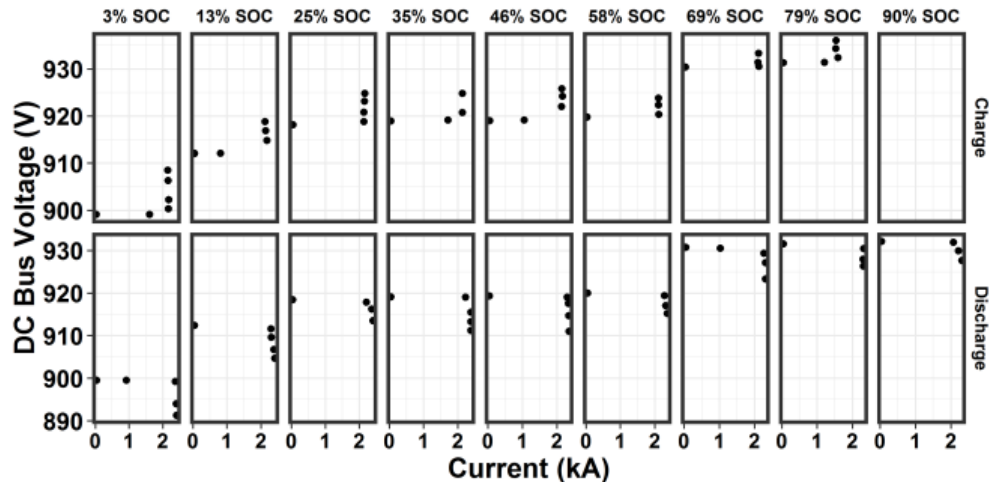 3% SOC 13% SOC 25% SOC 35% SOC 46% SOC 58% SOC 69% SOC 79% SOC 90% SOC
DC Bus Voltage (V)
930
920
910
900
Charge
930
920
910
900
890
Discharge
0 1 2 0 1 2 0 1 2 0 1 2 0 1 2 0 1 2 0 1 2 0 1 2 0 1 2
Current (kA)